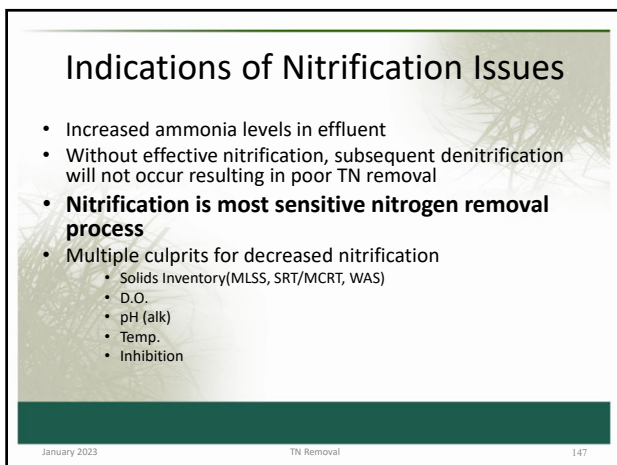 Indications of Nitrification Issues
• Increased ammonia levels in effluent
• Without effective nitrification, subsequent denitrification
will not occur resulting in poor TN removal
• Nitrification is most sensitive nitrogen removal
process
• Multiple culprits for decreased nitrification
• Solids Inventory(MLSS, SRT/MCRT, WAS)
• D.O.
• pH (alk)
• Temp.
• Inhibition
January 2023 TN Removal 147